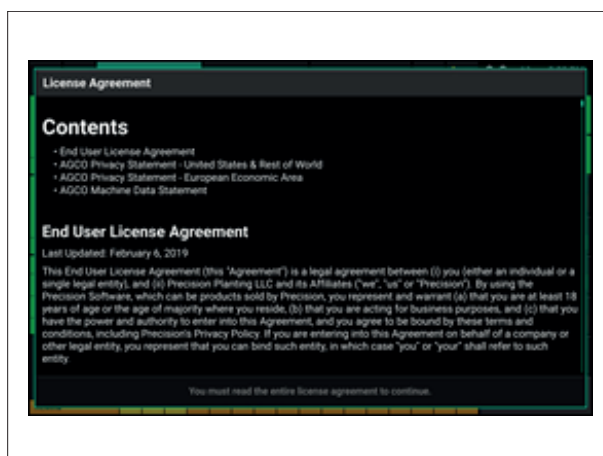 License Agreement
Contents
• End User License Agreement
• AGCO Privacy Statement - United States & Rest of World
• AGCO Privacy Statement - European Economic Area
• AGCO Machine Data Statement
End User License Agreement
Last Updated: February 6, 2019
This End User License Agreement (this "Agreement") is a legal agreement between (i) you (either an individual or a
single legal entity), and (ii) Precision Planting LLC and its Affiliates ("we", "us" or "Precision"). By using the
Precision Software, which can be products sold by Precision, you represent and warrant (a) that you are at least 18
years of age or the age of majority where you reside, (b) that you are acting for business purposes, and (c) that you
have the power and authority to enter into this Agreement, and you agree to be bound by these terms and
conditions, including Precision's Privacy Policy. If you are entering into this Agreement on behalf of a company or
other legal entity, you represent that you can bind such entity, in which case "you" or "your" shall refer to such
entity.
You must read the entire license agreement to continue.